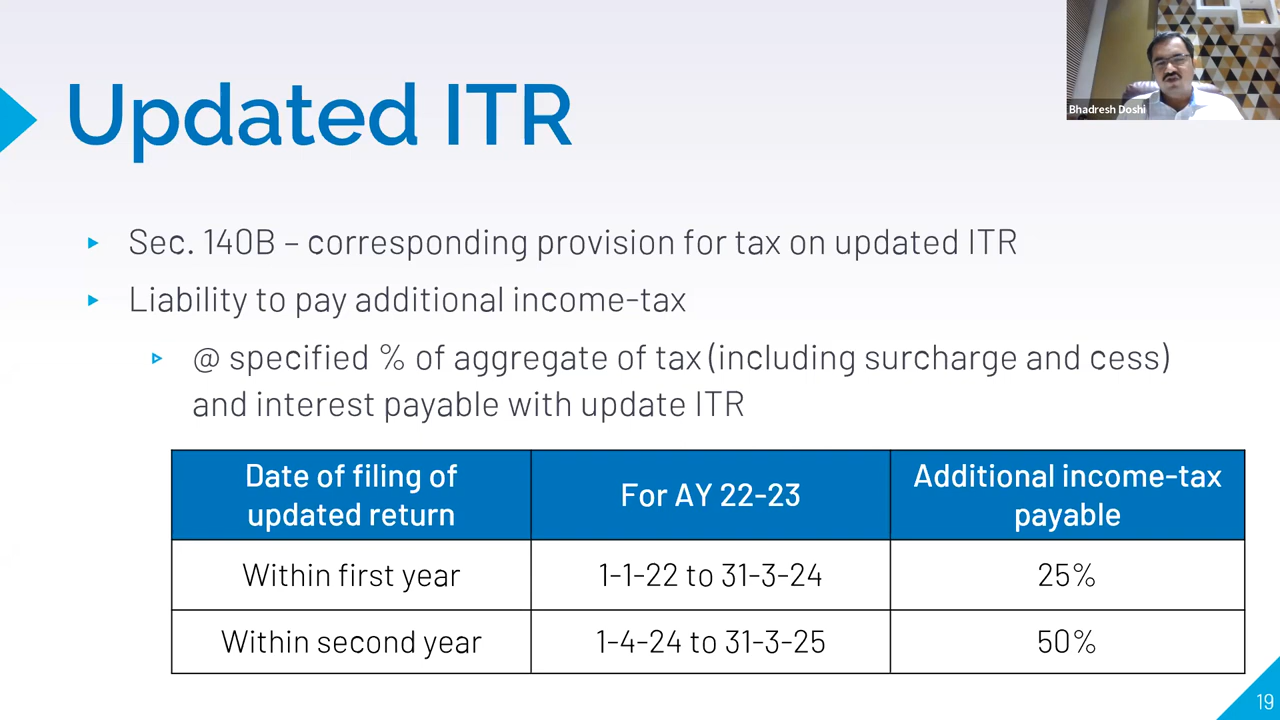 Updated ITR
Bhadresh Doshi
Sec. 140B – corresponding provision for tax on updated ITR
Liability to pay additional income-tax
@ specified % of aggregate of tax (including surcharge and cess)
and interest payable with update ITR
Date of filing of
updated return
For AY 22-23
Additional income-tax
payable
Within first year
1-1-22 to 31-3-24
25%
Within second year
1-4-24 to 31-3-25
50%
19